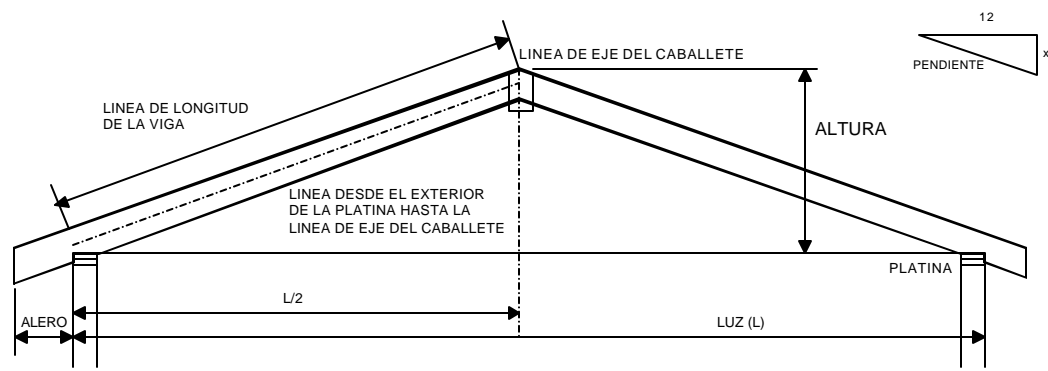 12
LINEA DE EJE DEL CABALLETE
x
PENDIENTE
LINEA DE LONGITUD
DE LA VIGA
ALTURA
LINEA DESDE EL EXTERIOR
DE LA PLATINA HASTA LA
LINEA DE EJE DEL CABALLETE
PLATINA
L/2
ALERO
LUZ (L)